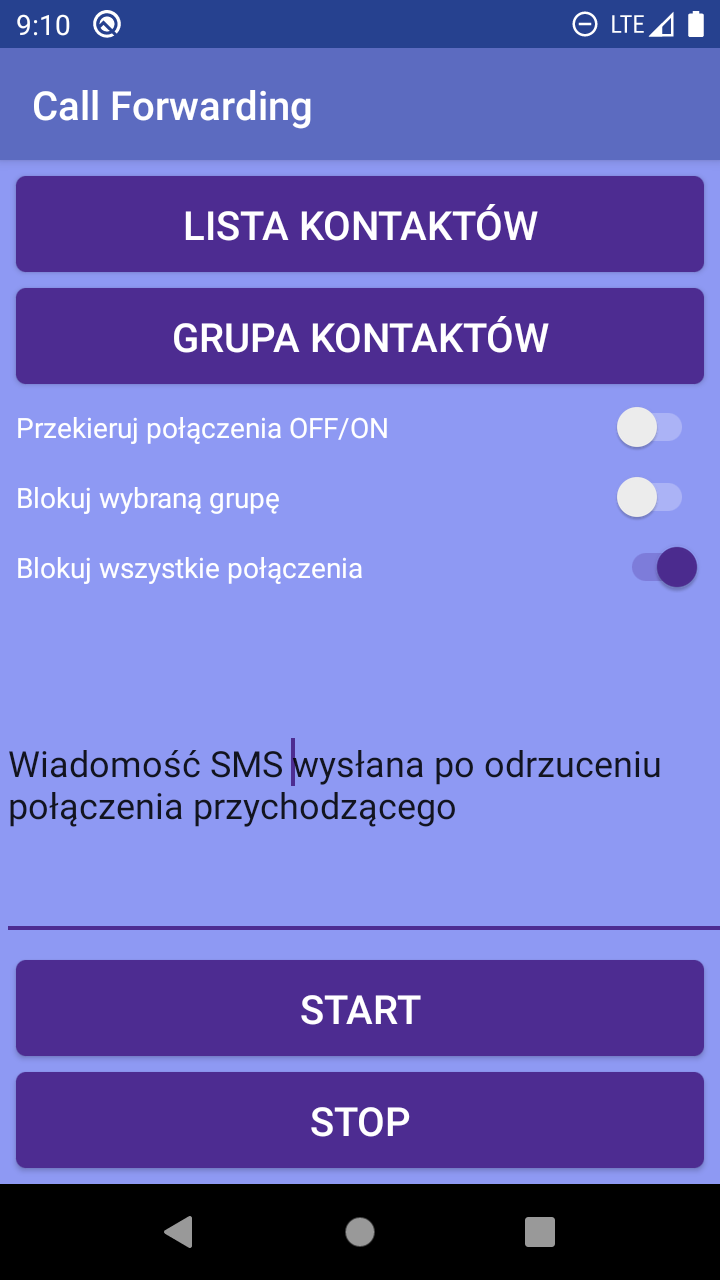 9:10 LTE
Call Forwarding
LISTA KONTAKTÓW
GRUPA KONTAKTÓW
Przekieruj połączenia OFF/ON
Blokuj wybraną grupę
Blokuj wszystkie połączenia
Wiadomość SMS wysłana po odrzuceniu
połączenia przychodzącego
START
STOP